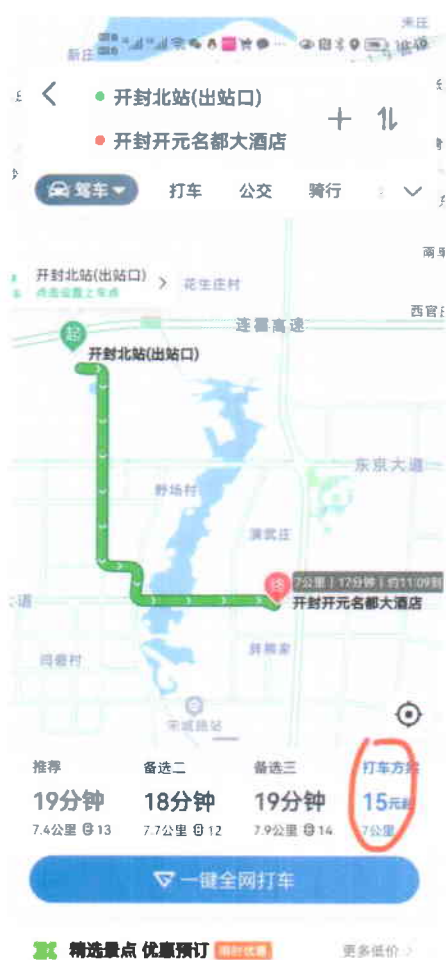 新庄
开封北站(出站口)
开封开元名都大酒店
驾车
打车
公交
骑行
开封北站(出站口)
花生庄村
西官庄
连霍高速
起
开封北站(出站口)
东京大道
野场村
演武庄
终
7公里 | 17分钟 | 约11:09到
开封开元名都大酒店
闫砦村
宋城路站
推荐
备选二
备选三
打车方案
19分钟
18分钟
19分钟
15元起
7.4公里 13
7.7公里 12
7.9公里 14
7公里
一键全网打车
精选景点 优惠预订
限时优惠
更多低价